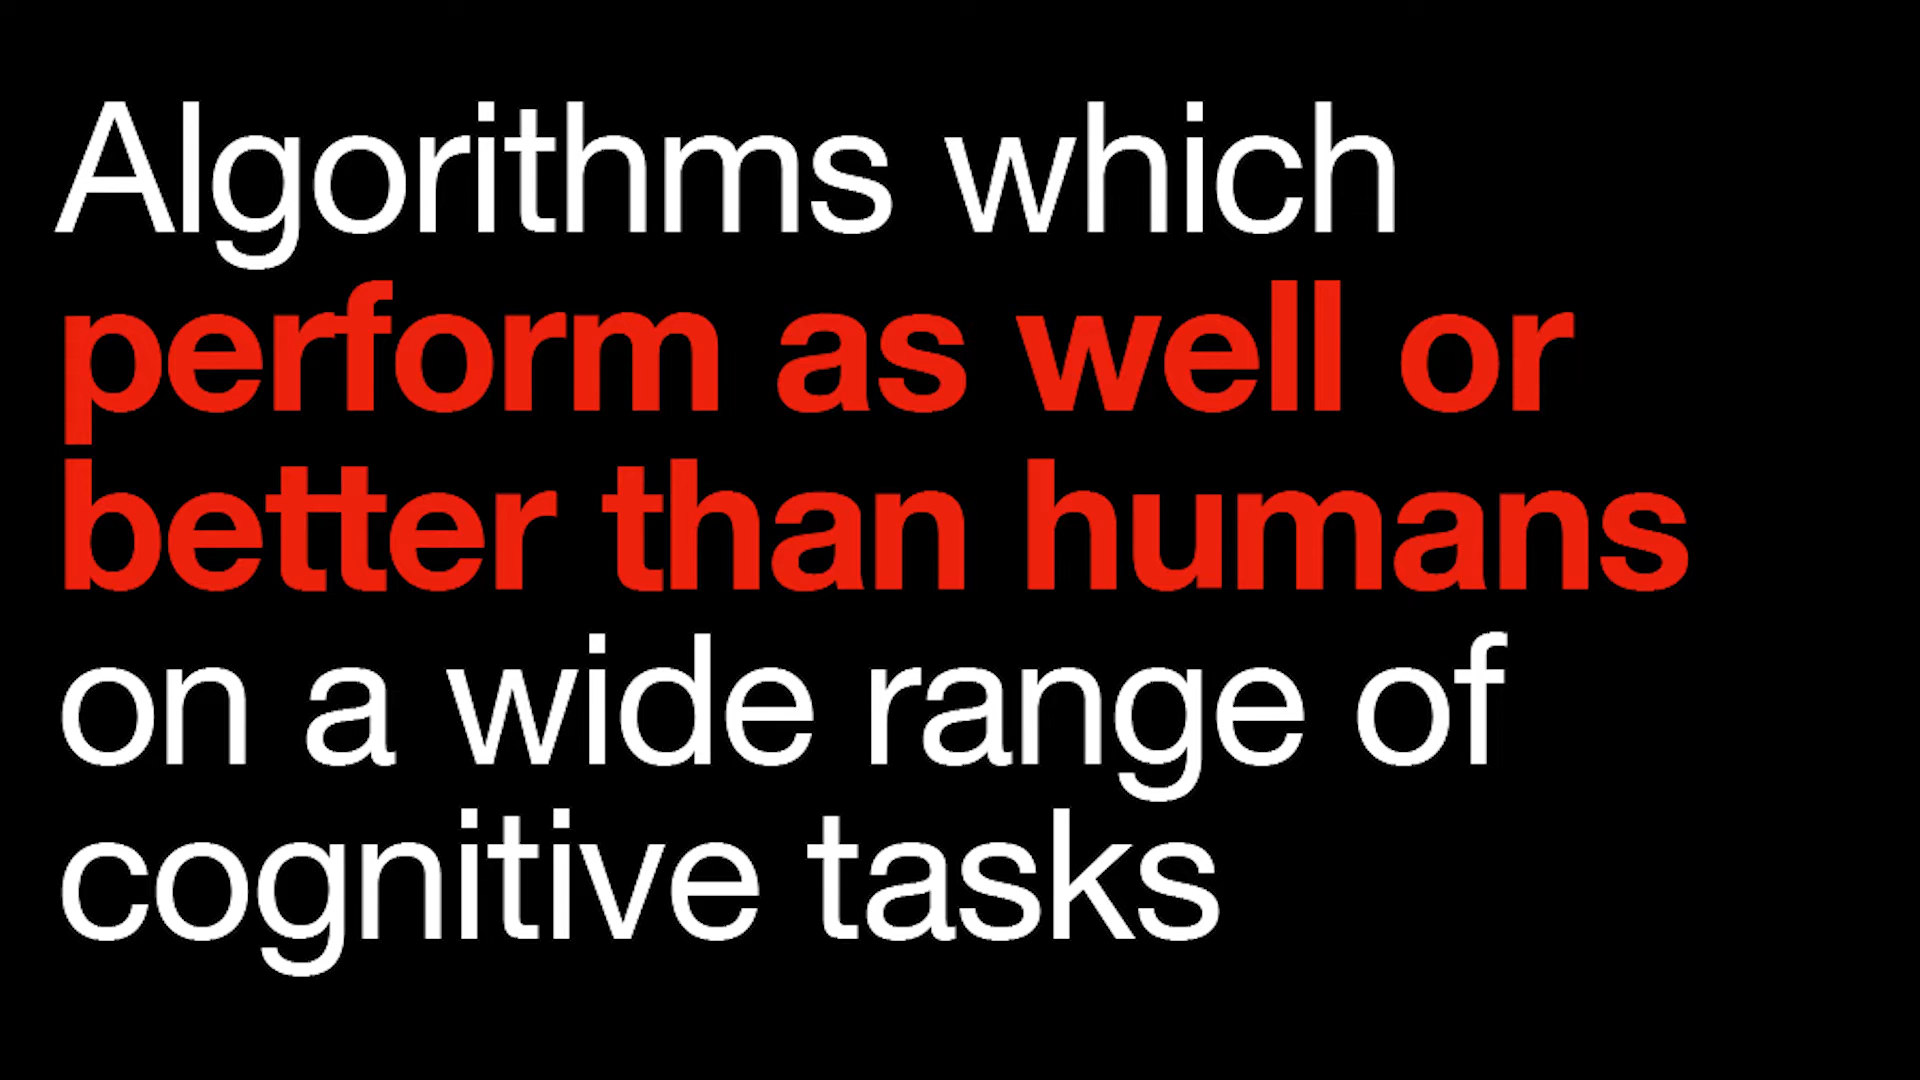 Algorithms which
perform as well or
better than humans
on a wide range of
cognitive tasks